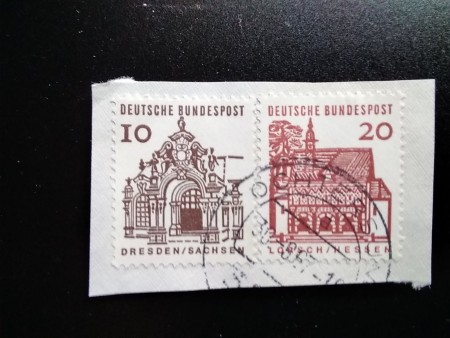 DEUTSCHE BUNDESPOST
10
DRESDEN/SACHSEN
DEUTSCHE BUNDESPOST
20
LORSCH/HESSEN